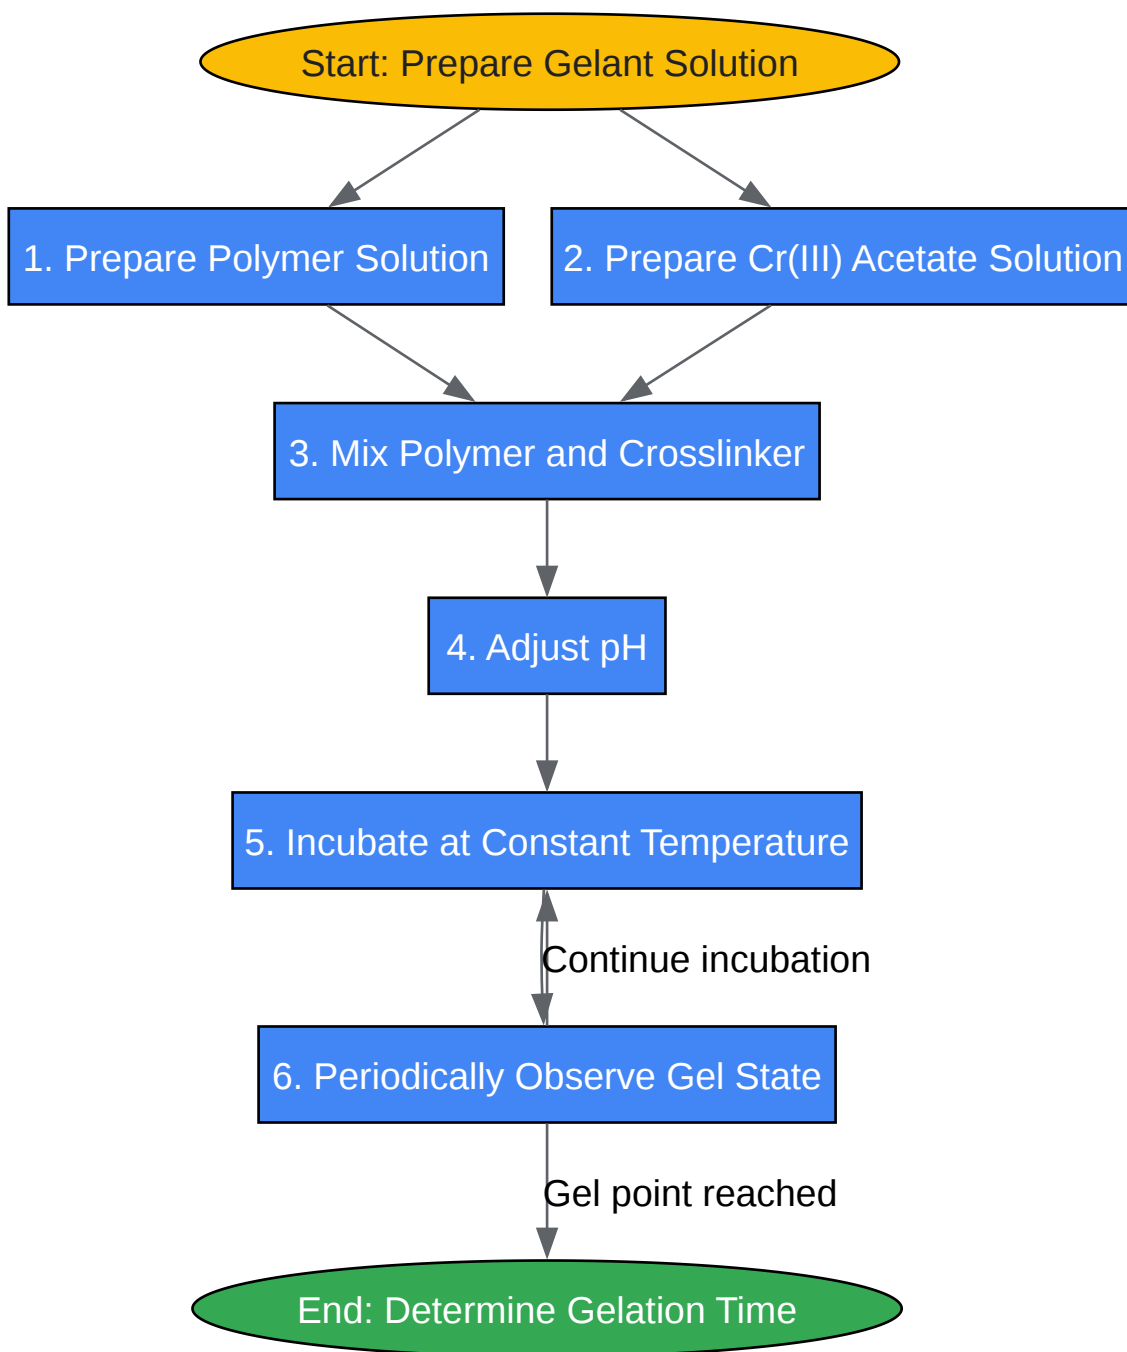 Start: Prepare Gelant Solution
1. Prepare Polymer Solution
2. Prepare Cr(III) Acetate Solution
3. Mix Polymer and Crosslinker
4. Adjust pH
5. Incubate at Constant Temperature
Continue incubation
6. Periodically Observe Gel State
Gel point reached
End: Determine Gelation Time